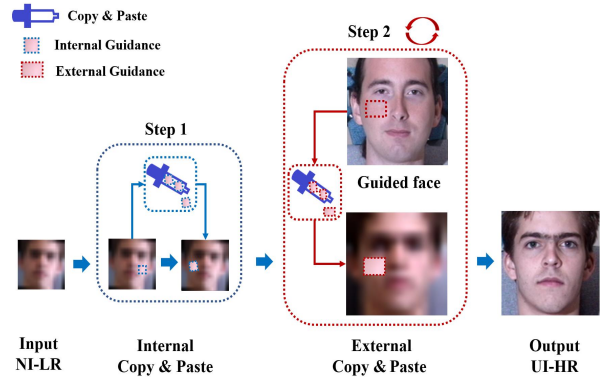 Copy & Paste
Internal Guidance
External Guidance
Step 1
Step 2
Guided face
Input
NI-LR
Internal
Copy & Paste
External
Copy & Paste
Output
UI-HR